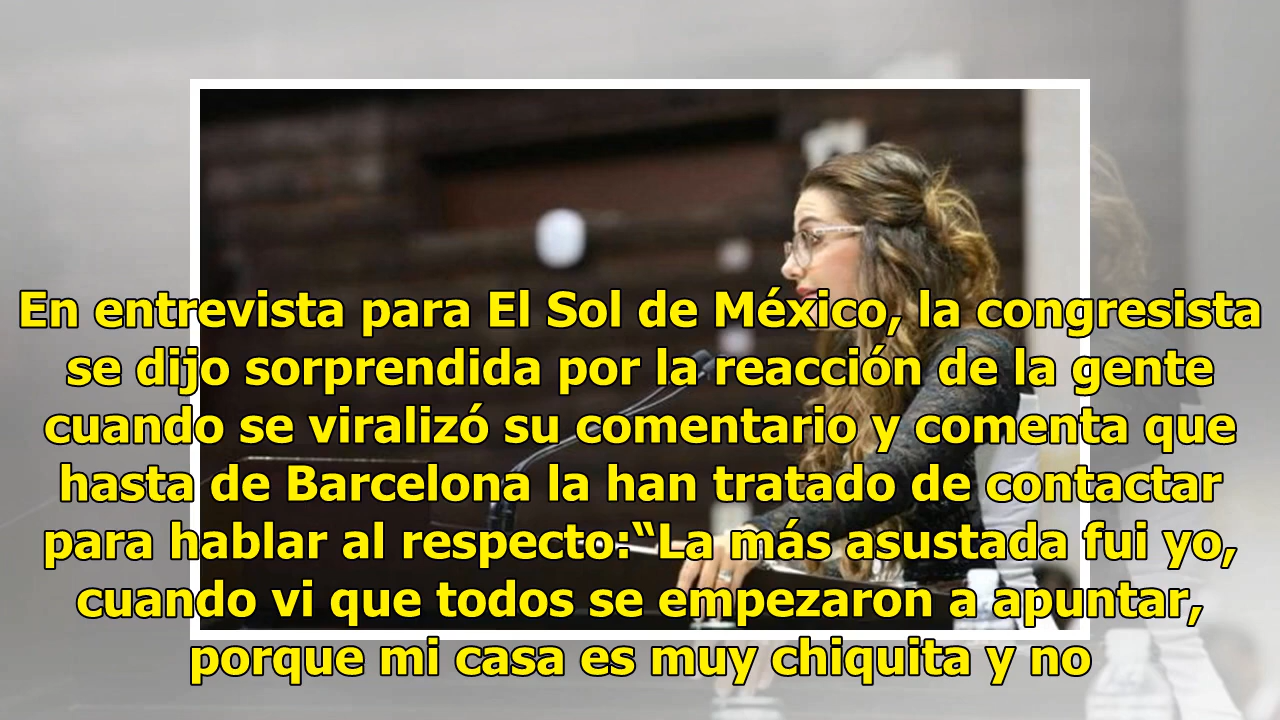 En entrevista para El Sol de México, la congresista
se dijo sorprendida por la reacción de la gente
cuando se viralizó su comentario y comenta que
hasta de Barcelona la han tratado de contactar
para hablar al respecto:“La más asustada fui yo,
cuando vi que todos se empezaron a apuntar,
porque mi casa es muy chiquita y no